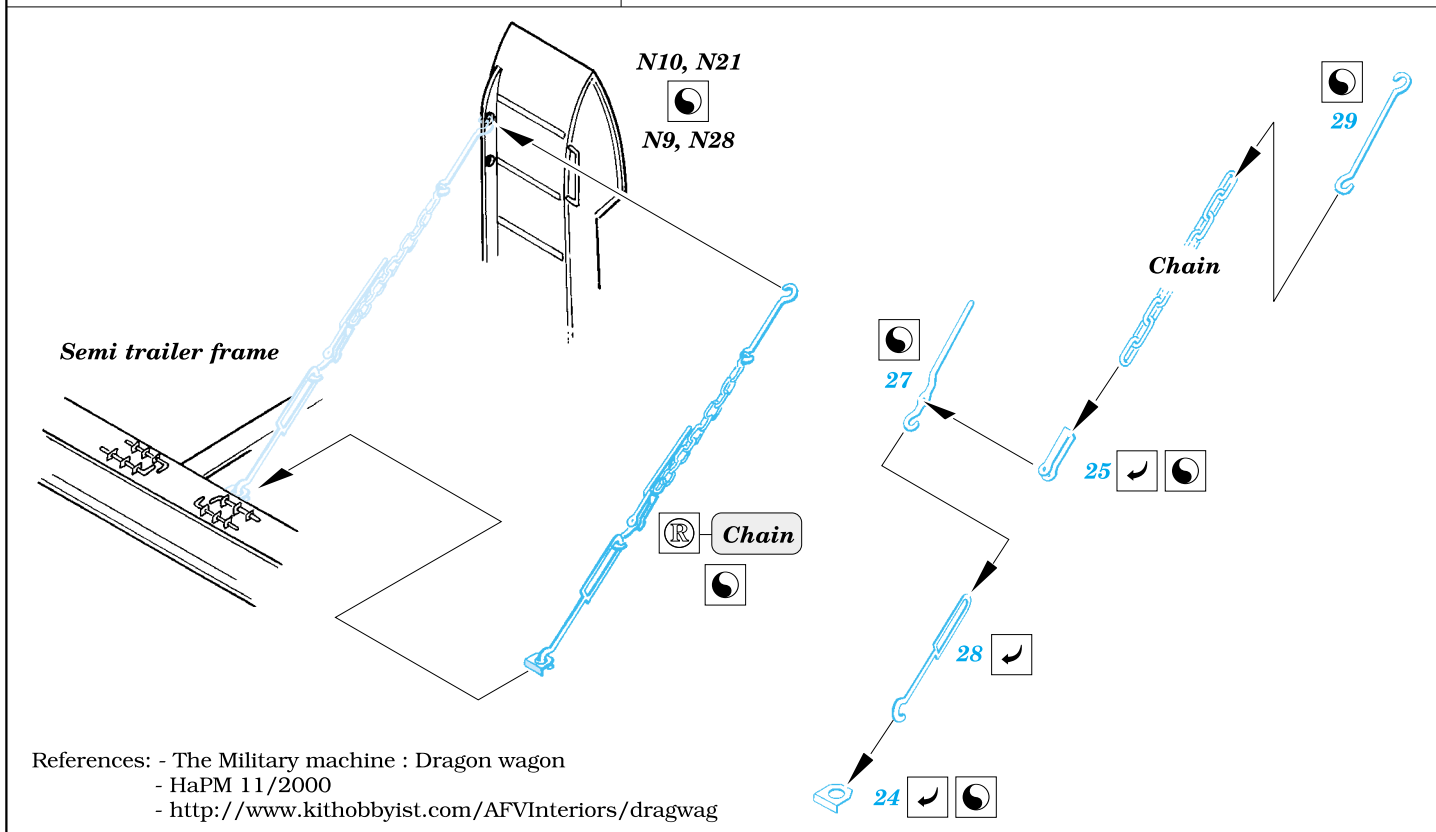 N10, N21
N9, N28
29
Chain
Semi trailer frame
27
25
® Chain
28
24
References: - The Military machine : Dragon wagon
- HaPM 11/2000
- http://www.kithobbyist.com/AFVInteriors/dragwag